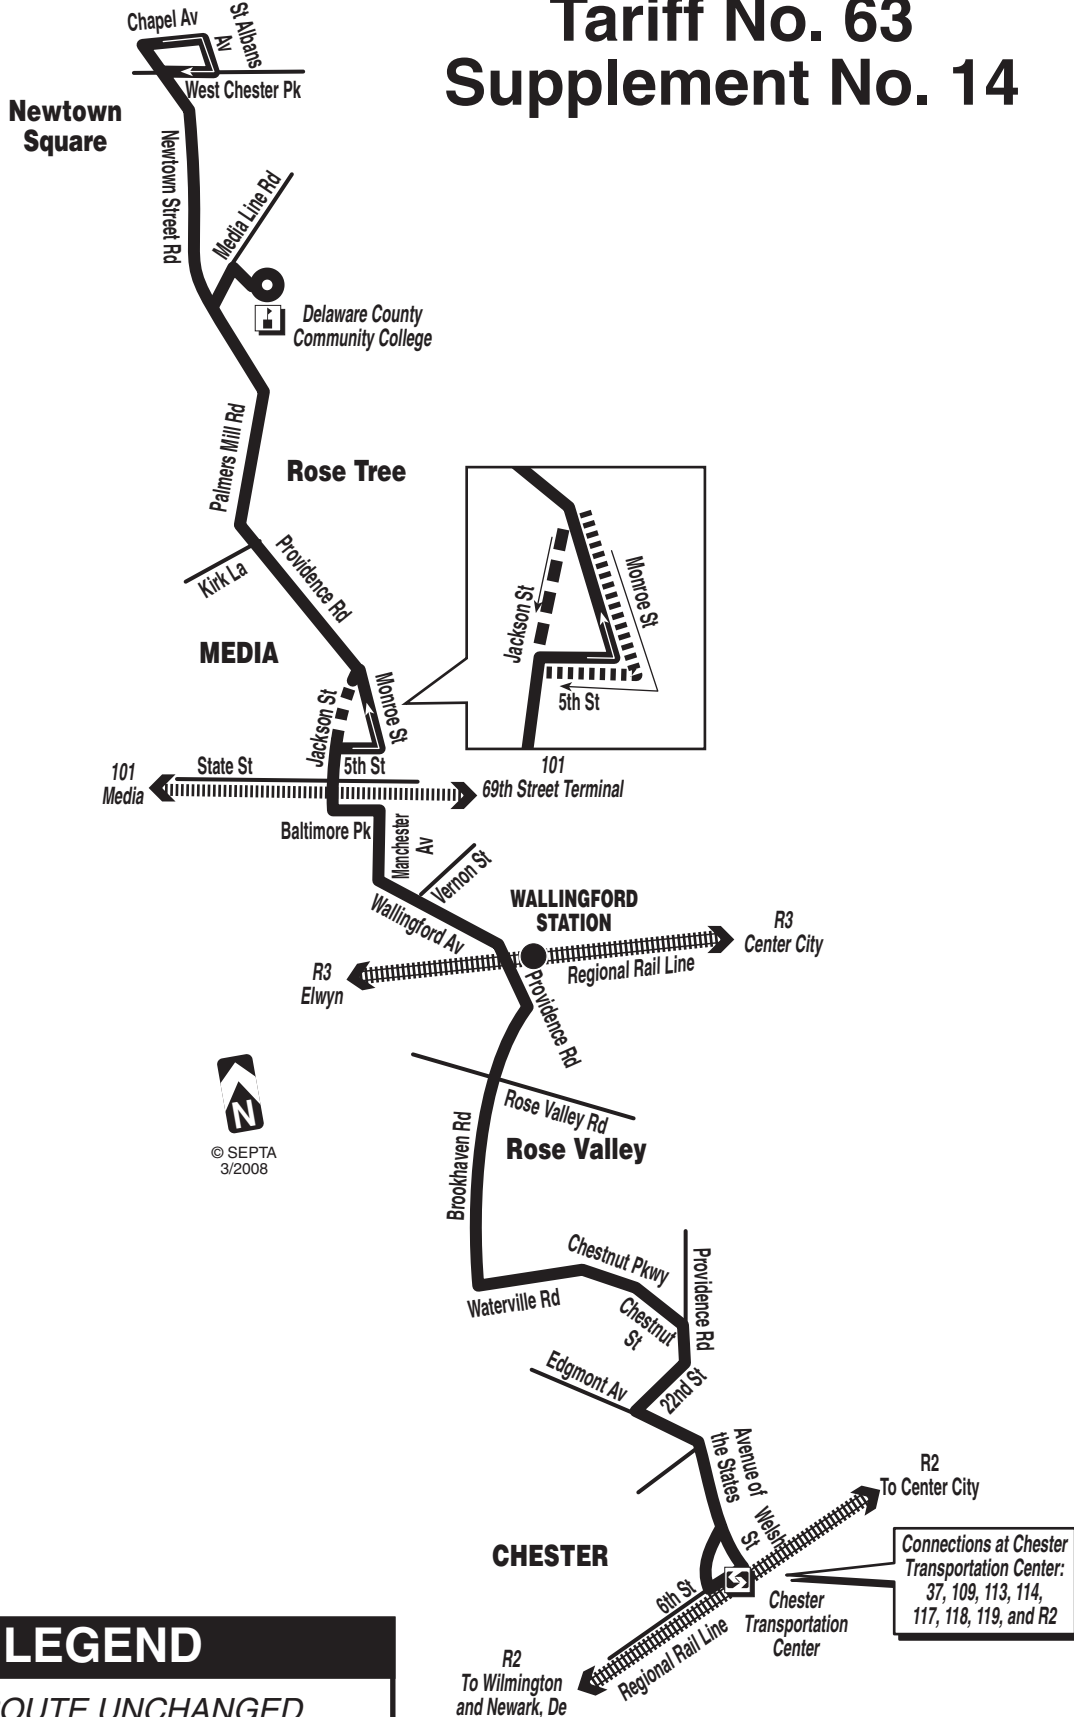 Tariff No. 63
Supplement No. 14
Chapel Av
St Albans
Av
West Chester Pk
Newtown
Square
Newtown Street Rd
Media Line Rd
Delaware County
Community College
Palmers Mill Rd
Rose Tree
Kirk La
Providence Rd
MEDIA
Jackson St
Monroe St
5th St
Jackson St
Monroe St
5th St
101
Media
State St
101
69th Street Terminal
Baltimore Pk
Manchester
Av
Vernon St
Wallingford Av
WALLINGFORD
STATION
R3
Center City
Regional Rail Line
R3
Elwyn
Providence Rd
N
© SEPTA
3/2008
Rose Valley Rd
Rose Valley
Brookhaven Rd
Chestnut Pkwy
Waterville Rd
Chestnut
St
Providence Rd
Edgmont Av
22nd St
Avenue of
the States
Welsh
St
R2
To Center City
CHESTER
Connections at Chester
Transportation Center:
37, 109, 113, 114,
117, 118, 119, and R2
6th St
Chester
Transportation
Center
Regional Rail Line
R2
To Wilmington
and Newark, De
LEGEND
OUTE UNCHANGED